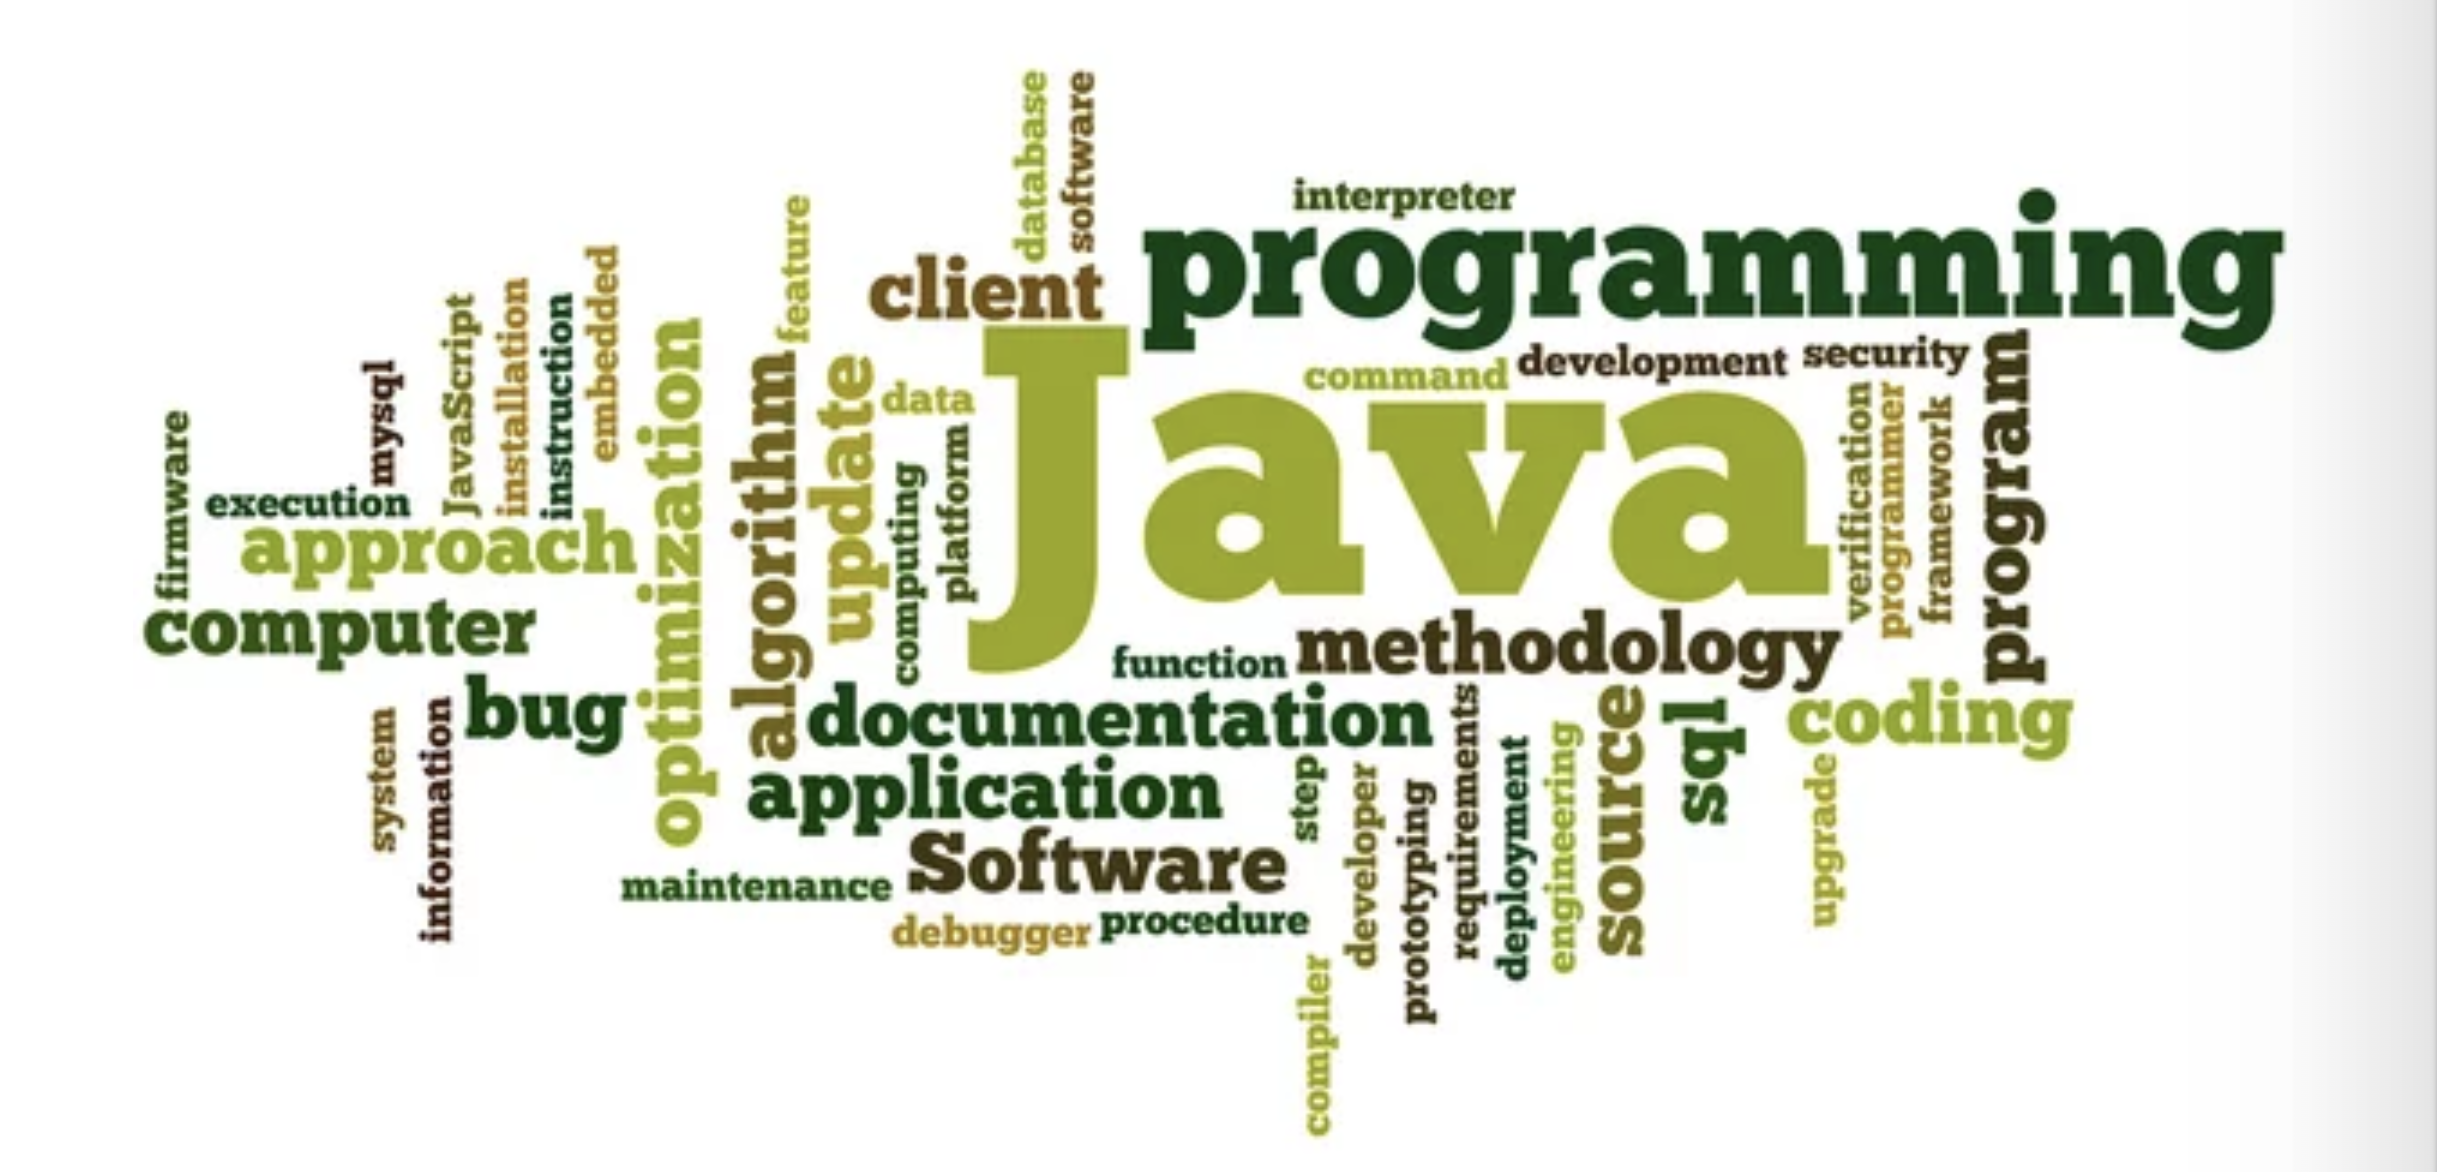 database
software
interpreter
programming
feature
client
embedded
installation
instruction
JavaScript
mysql
optimization
algorithm
update
data
Java
command
development
security
program
verification
programmer
framework
firmware
execution
approach
computing
platform
computer
function
methodology
bug
documentation
source
sql
coding
system
information
application
step
developer
prototyping
requirements
deployment
engineering
upgrade
Software
maintenance
debugger
procedure
compiler